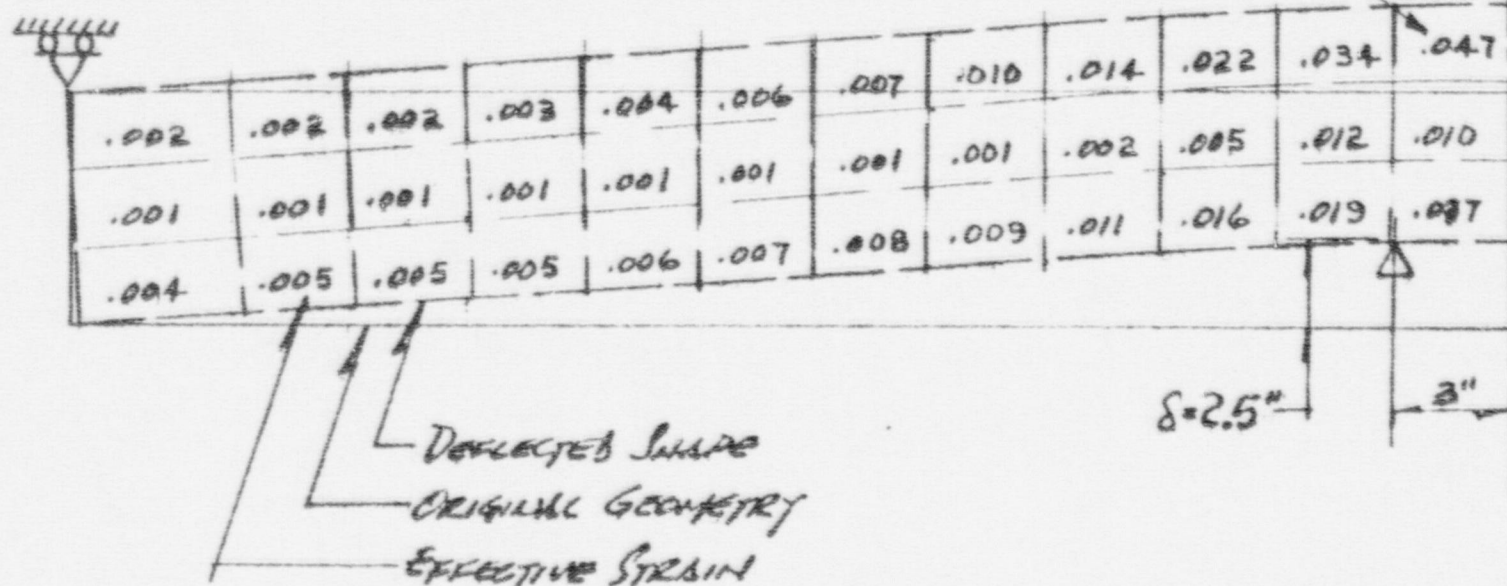 .002 .002 .002 .003 .004 .006 .007 .010 .014 .022 .034 .047
.001 .001 .001 .001 .001 .001 .001 .001 .002 .005 .012 .010
.004 .005 .005 .005 .006 .007 .008 .009 .011 .016 .019
δ=2.5"
3"
DEFLECTED SHAPE
ORIGINAL GEOMETRY
EFFECTIVE STRAIN